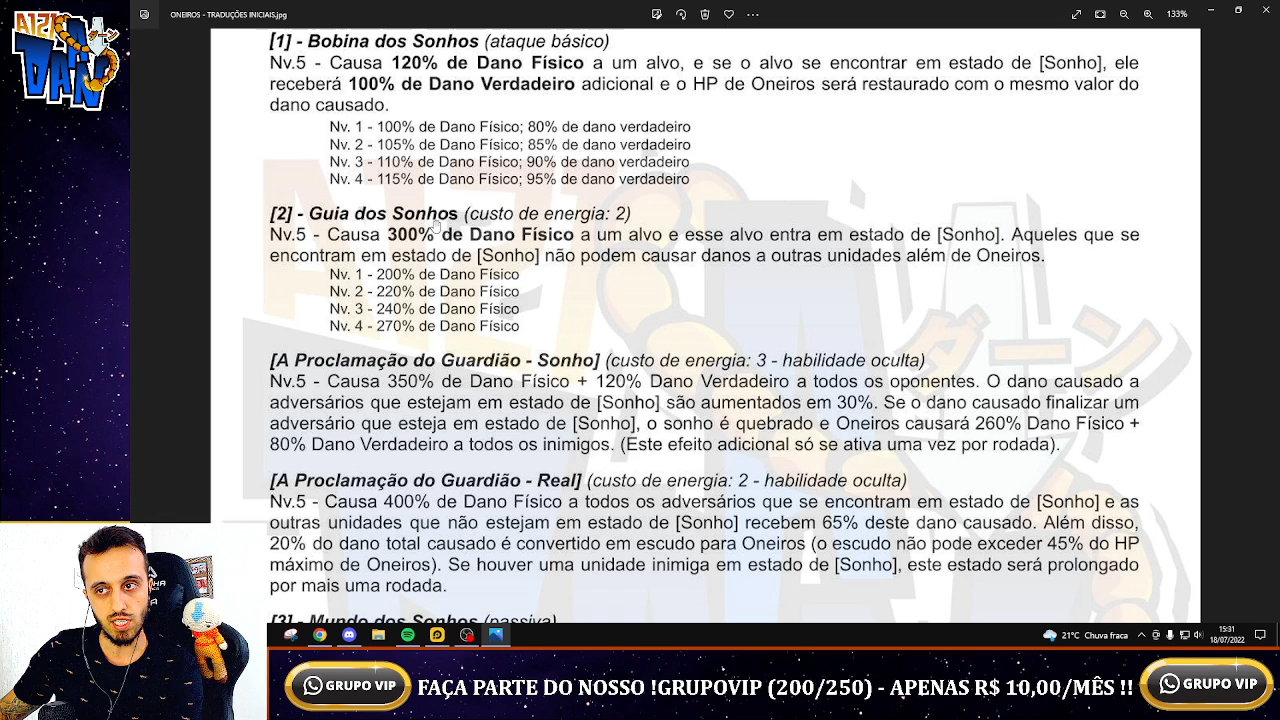 ONEIROS - TRADUÇÕES INICIAIS.jpg
133%
A12Z
DAN
[1] - Bobina dos Sonhos (ataque básico)
Nv.5 - Causa 120% de Dano Físico a um alvo, e se o alvo se encontrar em estado de [Sonho], ele
receberá 100% de Dano Verdadeiro adicional e o HP de Oneiros será restaurado com o mesmo valor do
dano causado.
Nv. 1 - 100% de Dano Físico; 80% de dano verdadeiro
Nv. 2 - 105% de Dano Físico; 85% de dano verdadeiro
Nv. 3 - 110% de Dano Físico; 90% de dano verdadeiro
Nv. 4 - 115% de Dano Físico; 95% de dano verdadeiro
[2] - Guia dos Sonhos (custo de energia: 2)
Nv.5 - Causa 300% de Dano Físico a um alvo e esse alvo entra em estado de [Sonho]. Aqueles que se
encontram em estado de [Sonho] não podem causar danos a outras unidades além de Oneiros.
Nv. 1 - 200% de Dano Físico
Nv. 2 - 220% de Dano Físico
Nv. 3 - 240% de Dano Físico
Nv. 4 - 270% de Dano Físico
[A Proclamação do Guardião - Sonho] (custo de energia: 3 - habilidade oculta)
Nv.5 - Causa 350% de Dano Físico + 120% Dano Verdadeiro a todos os oponentes. O dano causado a
adversários que estejam em estado de [Sonho] são aumentados em 30%. Se o dano causado finalizar um
adversário que esteja em estado de [Sonho], o sonho é quebrado e Oneiros causará 260% Dano Físico +
80% Dano Verdadeiro a todos os inimigos. (Este efeito adicional só se ativa uma vez por rodada).
[A Proclamação do Guardião - Real] (custo de energia: 2 - habilidade oculta)
Nv.5 - Causa 400% de Dano Físico a todos os adversários que se encontram em estado de [Sonho] e as
outras unidades que não estejam em estado de [Sonho] recebem 65% deste dano causado. Além disso,
20% do dano total causado é convertido em escudo para Oneiros (o escudo não pode exceder 45% do HP
máximo de Oneiros). Se houver uma unidade inimiga em estado de [Sonho], este estado será prolongado
por mais uma rodada.
[3] - Mundo dos Sonhos (passiva)
21°C Chuva fraca
15:31
18/07/2022
GRUPO VIP
FAÇA PARTE DO NOSSO !GRUPOVIP (200/250) - APENAS R$ 10,00/MÊS !!
GRUPO VIP